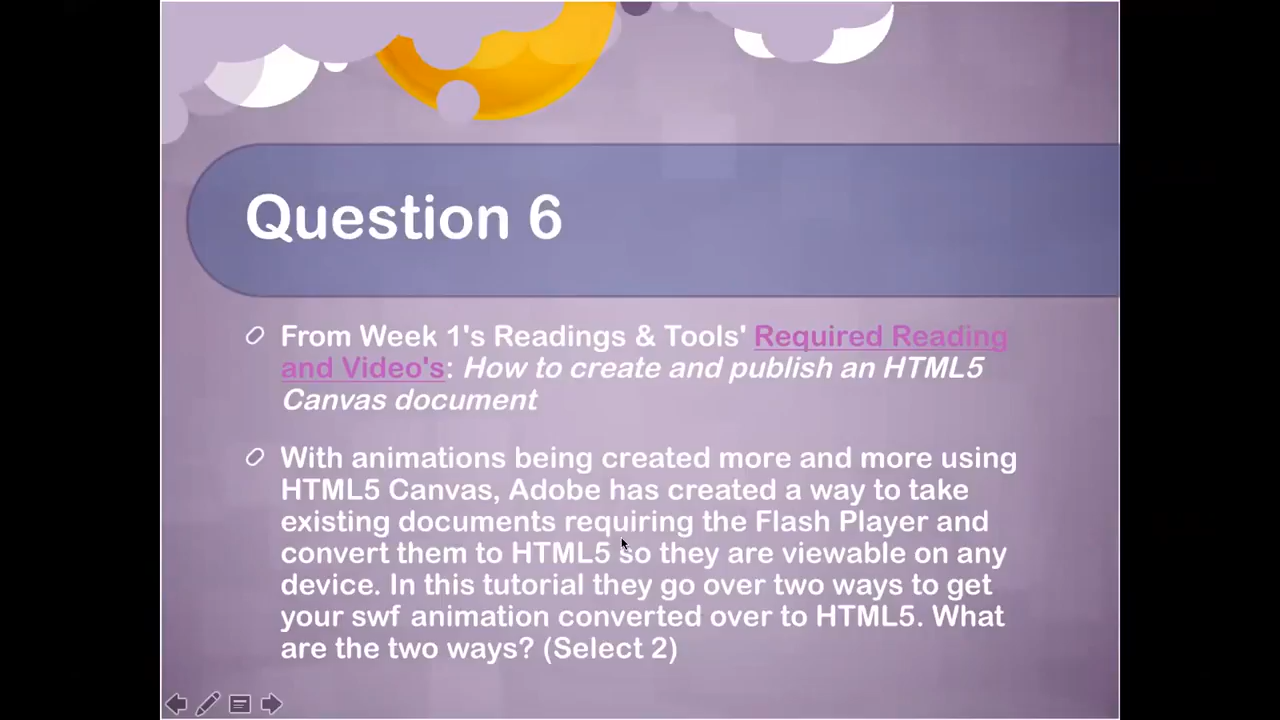 Question 6
From Week 1's Readings & Tools' Required Reading
and Video's: How to create and publish an HTML5
Canvas document
With animations being created more and more using
HTML5 Canvas, Adobe has created a way to take
existing documents requiring the Flash Player and
convert them to HTML5 so they are viewable on any
device. In this tutorial they go over two ways to get
your swf animation converted over to HTML5. What
are the two ways? (Select 2)